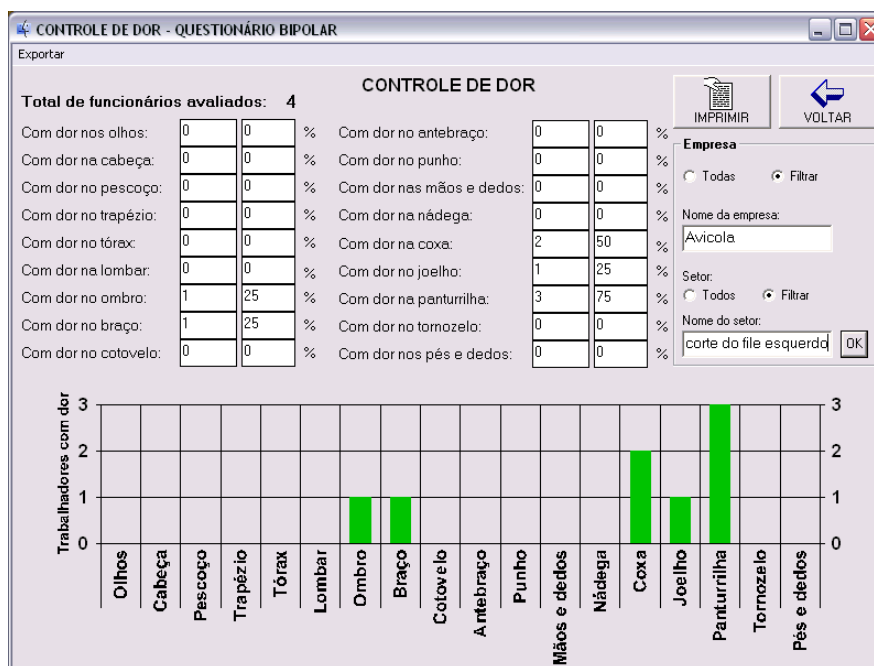 CONTROLE DE DOR - QUESTIONÁRIO BIPOLAR
Exportar
CONTROLE DE DOR
Total de funcionários avaliados: 4
Com dor nos olhos: 0 0 %
Com dor na cabeça: 0 0 %
Com dor no pescoço: 0 0 %
Com dor no trapézio: 0 0 %
Com dor no tórax: 0 0 %
Com dor na lombar: 0 0 %
Com dor no ombro: 1 25 %
Com dor no braço: 1 25 %
Com dor no cotovelo: 0 0 %
Com dor no antebraço: 0 0 %
Com dor no punho: 0 0 %
Com dor nas mãos e dedos: 0 0 %
Com dor na nádega: 0 0 %
Com dor na coxa: 2 50 %
Com dor no joelho: 1 25 %
Com dor na panturrilha: 3 75 %
Com dor no tornozelo: 0 0 %
Com dor nos pés e dedos: 0 0 %
IMPRIMIR
VOLTAR
Empresa
Todas Filtrar
Nome da empresa:
Avicola
Setor:
Todos Filtrar
Nome do setor:
corte do file esquerdo OK
Trabalhadores com dor
3 3
2 2
1 1
0 0
Olhos
Cabeça
Pescoço
Trapézio
Tórax
Lombar
Ombro
Braço
Cotovelo
Antebraço
Punho
Mãos e dedos
Nádega
Coxa
Joelho
Panturrilha
Tornozelo
Pés e dedos